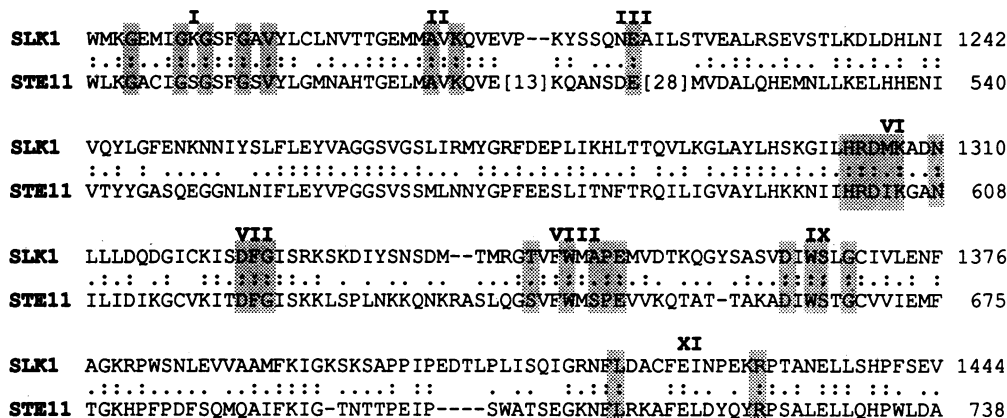 I II III
SLK1 WMKGEMIGKGSFGAVYLCLNVTTGEMMAVKQVEVP--KYSSQNEAILSTVEALRSEVSTLKDLDHLNI 1242
STE11 WLKGACIGSGSFGSVYLGMNAHTGELMAVKQVE[13]KQANSDE[28]MVDALQHEMNLLKELHHENI 540
VI
SLK1 VQYLGFENKNNIYSLFLEYVAGGSVGSLIRMYGRFDEPLIKHLTTQVLKGLAYLHSKGILHRDMKADN 1310
STE11 VTYYGASQEGGNLNIFLEYVPGGSVSSMLNNYGPFEESLITNFTRQILIGVAYLHKKNIIHRDIKGAN 608
VII VIII IX
SLK1 LLLDQDGICKISDFGISRKSKDIYSNSDM--TMRGTVFWMAPEMVDTKQGYSASVDIWSLGCIVLENF 1376
STE11 ILIDIKGCVKITDFGISKKLSPLNKKQNKRASLQGSVFWMSPEVVKQTAT-TAKADIWSTGCVVIEMF 675
XI
SLK1 AGKRPWSNLEVVAAMFKIGKSKSAPPIPEDTLPLISQIGRNFLDACFEINPEKRPTANELLSHPFSEV 1444
STE11 TGKHPFPDFSQMQAIFKIG-TNTTPEIP----SWATSEGKNFLRKAFELDYQYRPSALELLQHPWLDA 738